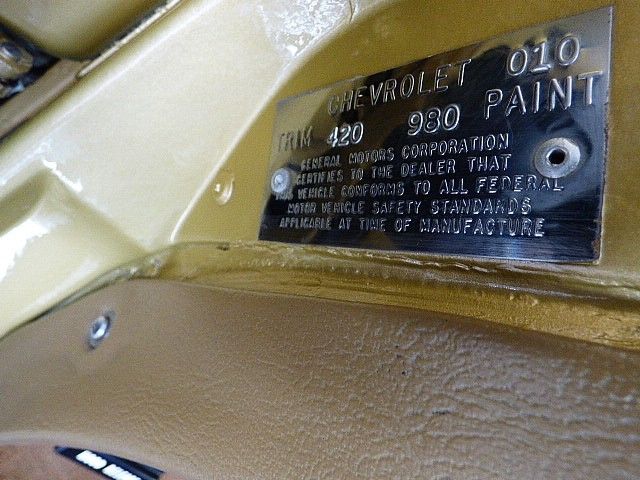 CHEVROLET 010
TRIM 420 980 PAINT
GENERAL MOTORS CORPORATION
CERTIFIES TO THE DEALER THAT
THIS VEHICLE CONFORMS TO ALL FEDERAL
MOTOR VEHICLE SAFETY STANDARDS
APPLICABLE AT TIME OF MANUFACTURE